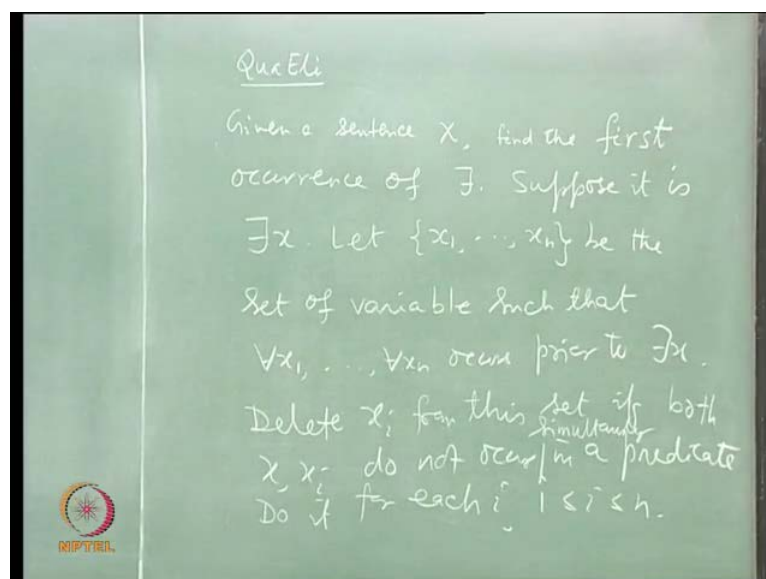 QuaEli
Given a sentence X, find the first
ocurrence of ∃. Suppose it is
∃x. Let {x₁, ..., xₙ} be the
set of variable such that
∀x₁, ..., ∀xₙ occurs prior to ∃x.
Delete xᵢ from this set if both
simultaneously
x, xᵢ do not occur in a predicate
Do it for each i, 1 ≤ i ≤ n.
NPTEL